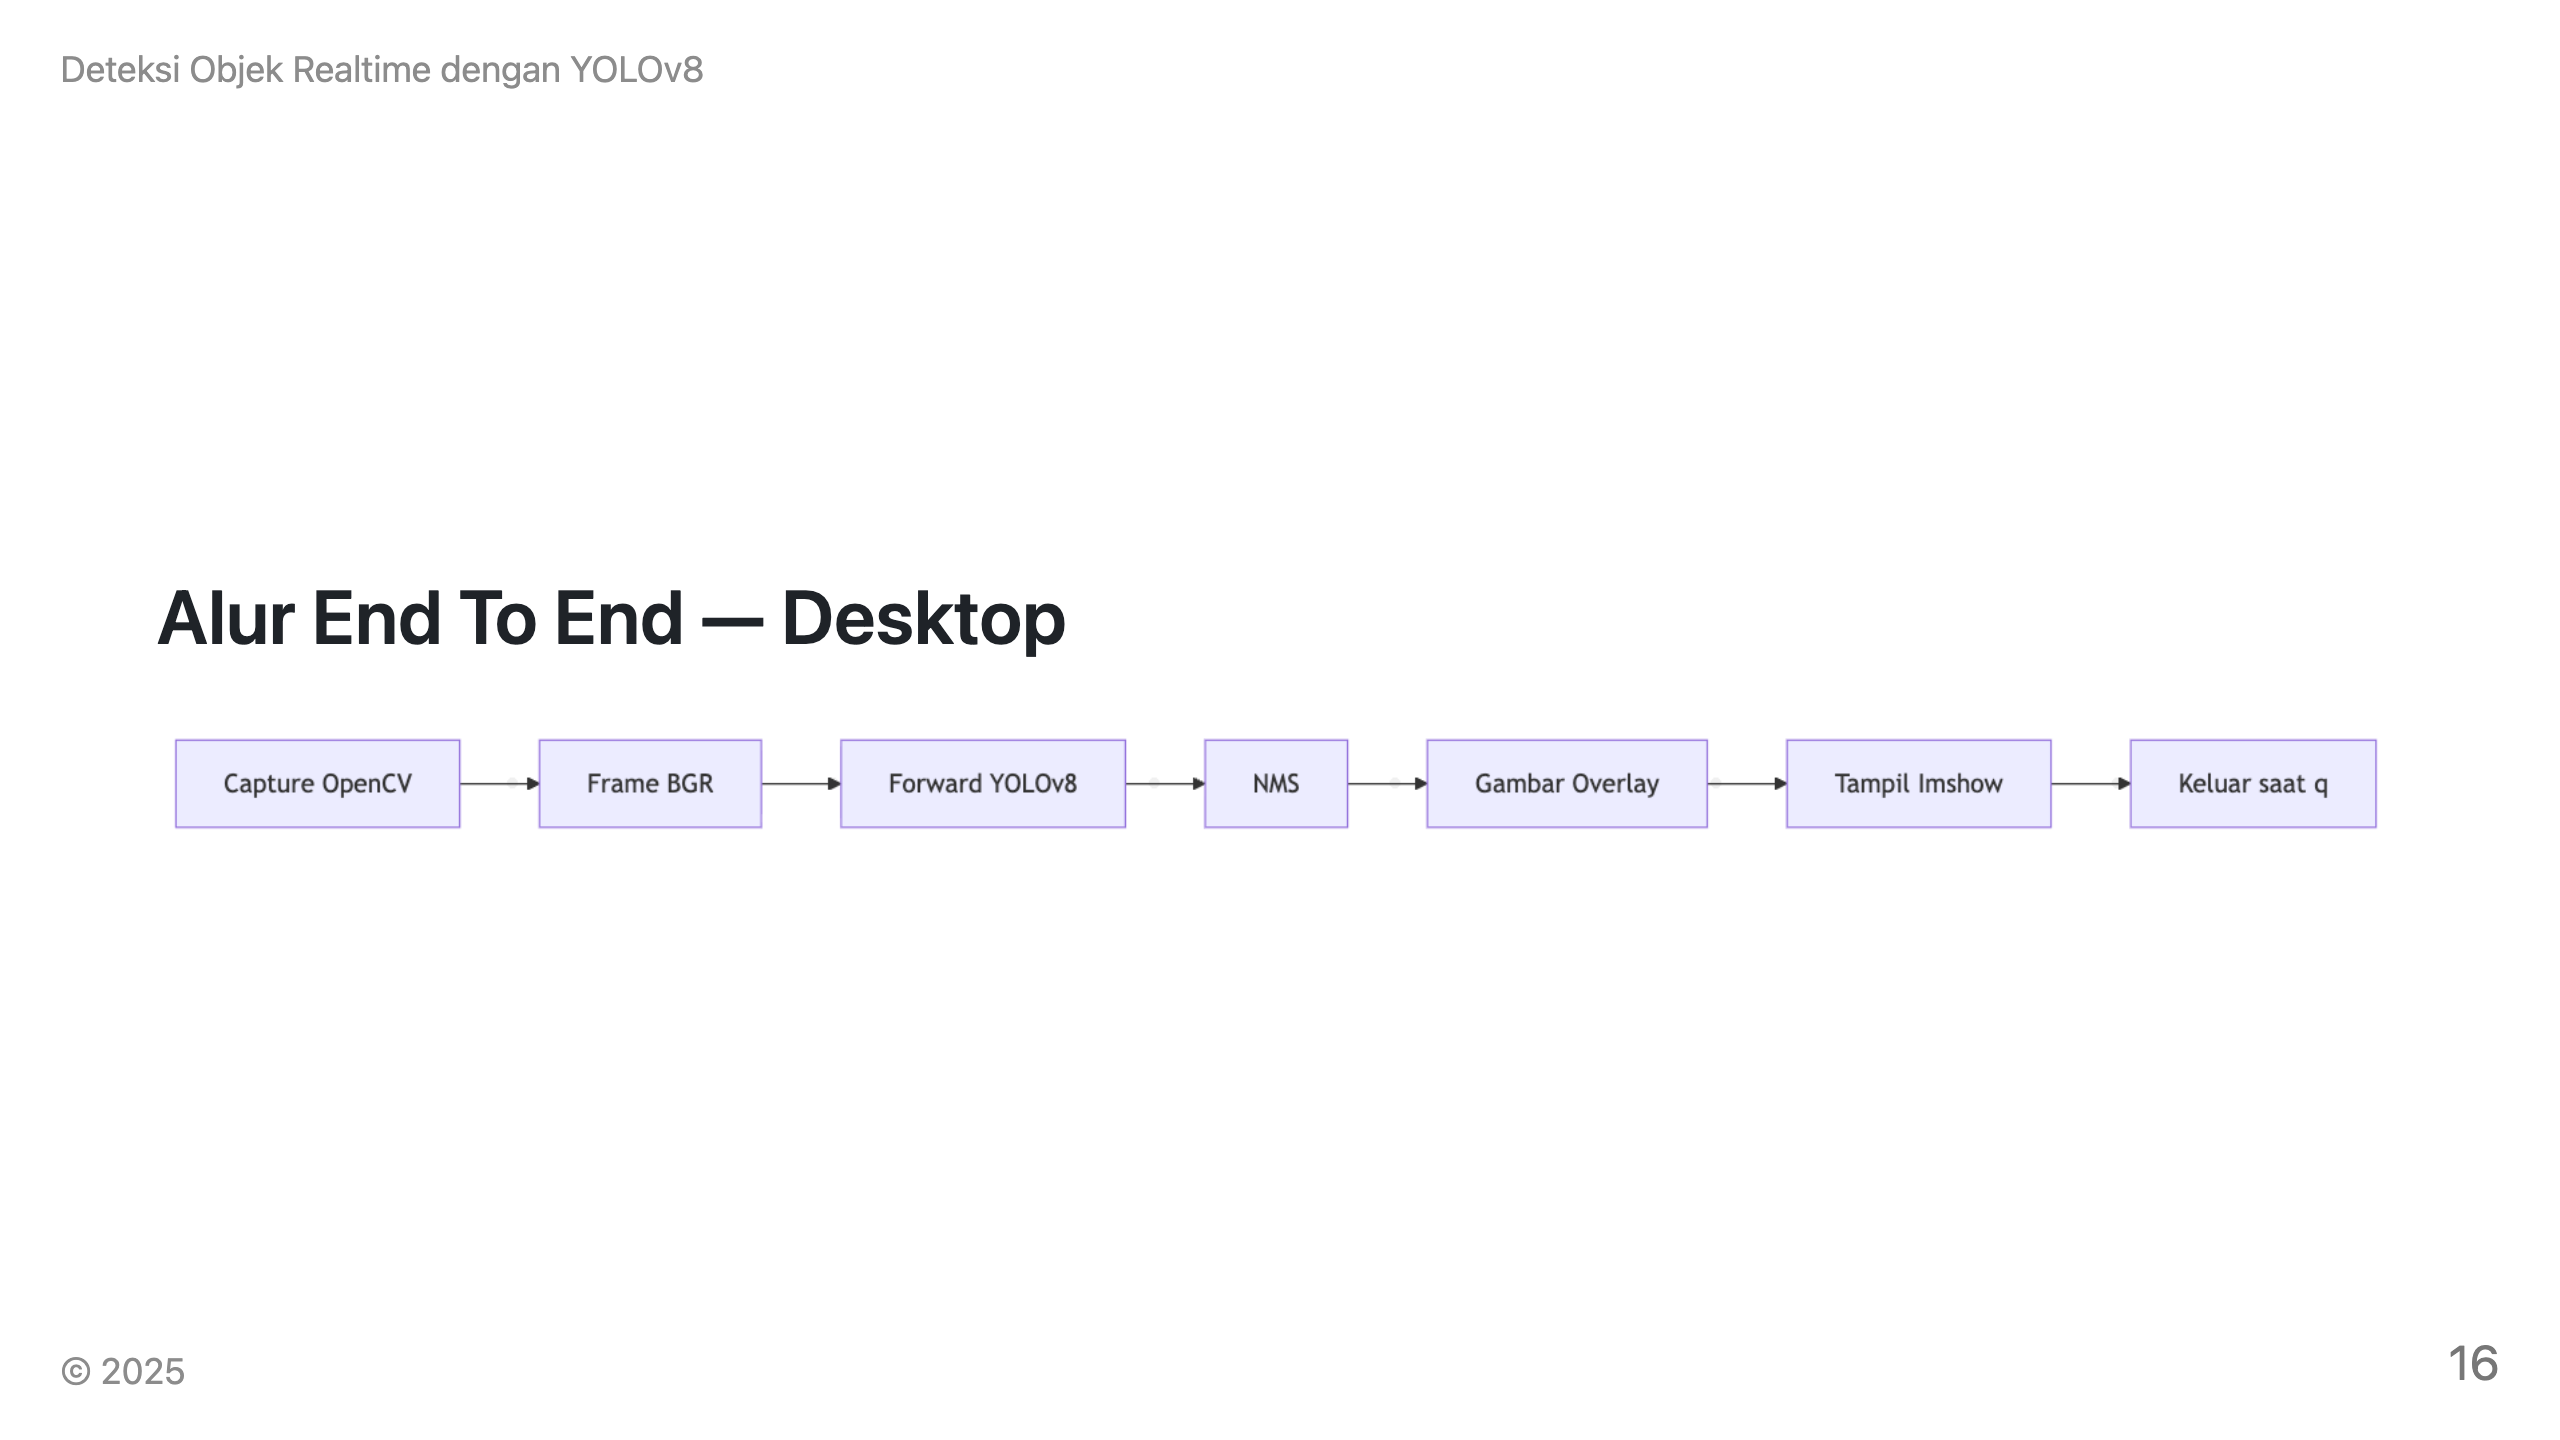 Deteksi Objek Realtime dengan YOLOv8
Alur End To End — Desktop
Capture OpenCV
Frame BGR
Forward YOLOv8
NMS
Gambar Overlay
Tampil Imshow
Keluar saat q
© 2025
16